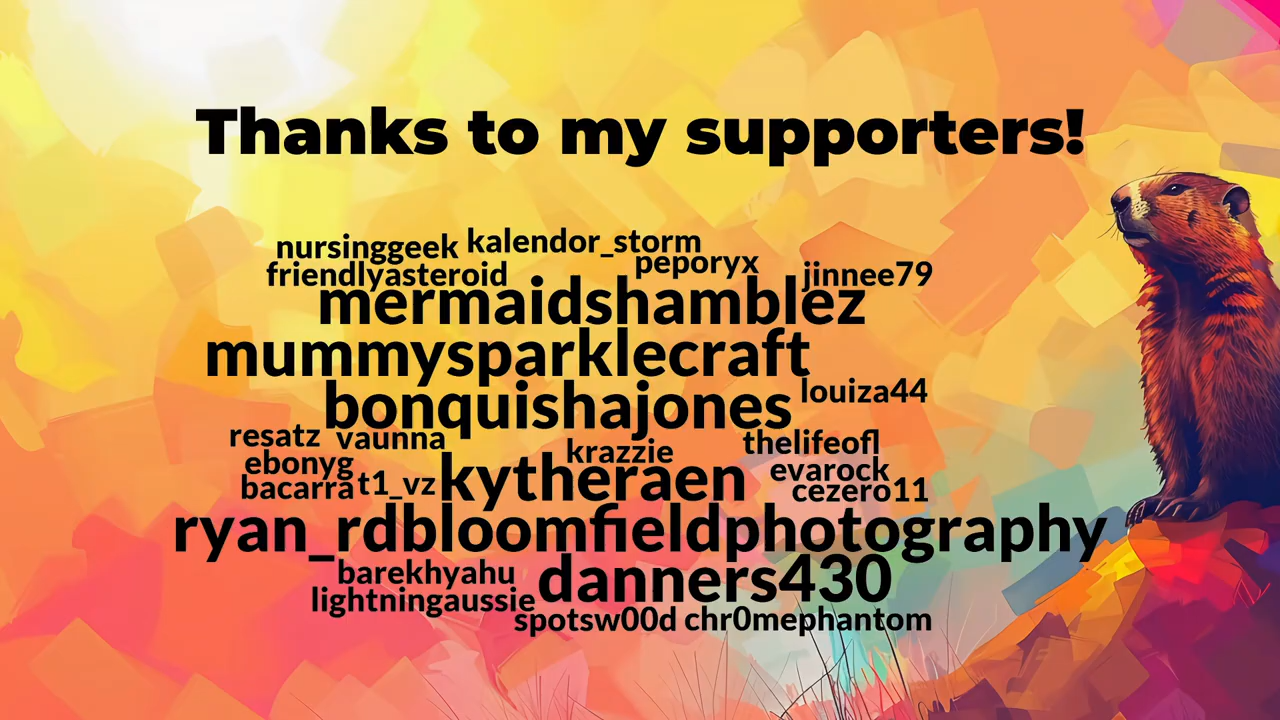 Thanks to my supporters!
nursinggeek kalendor_storm
friendlyasteroid peporyx jinnee79
mermaidshamblez
mummysparklecraft
bonquishajones louiza44
resatz vaunna krazzie thelifeofl
ebonyg kytheraen evarock
bacarra t1_vz cezero11
ryan_rdbloomfieldphotography
barekhyahu danners430
lightningaussie
spotsw00d chr0mephantom